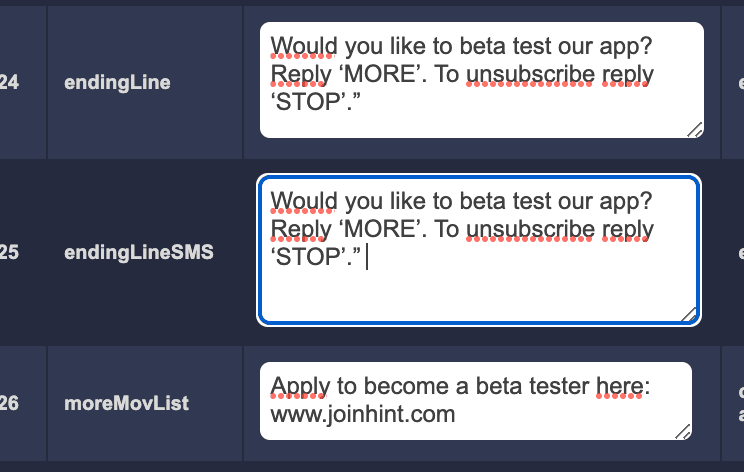 24 endingLine
Would you like to beta test our app?
Reply ‘MORE’. To unsubscribe reply
‘STOP’.”
25 endingLineSMS
Would you like to beta test our app?
Reply ‘MORE’. To unsubscribe reply
‘STOP’.”
26 moreMovList
Apply to become a beta tester here:
www.joinhint.com